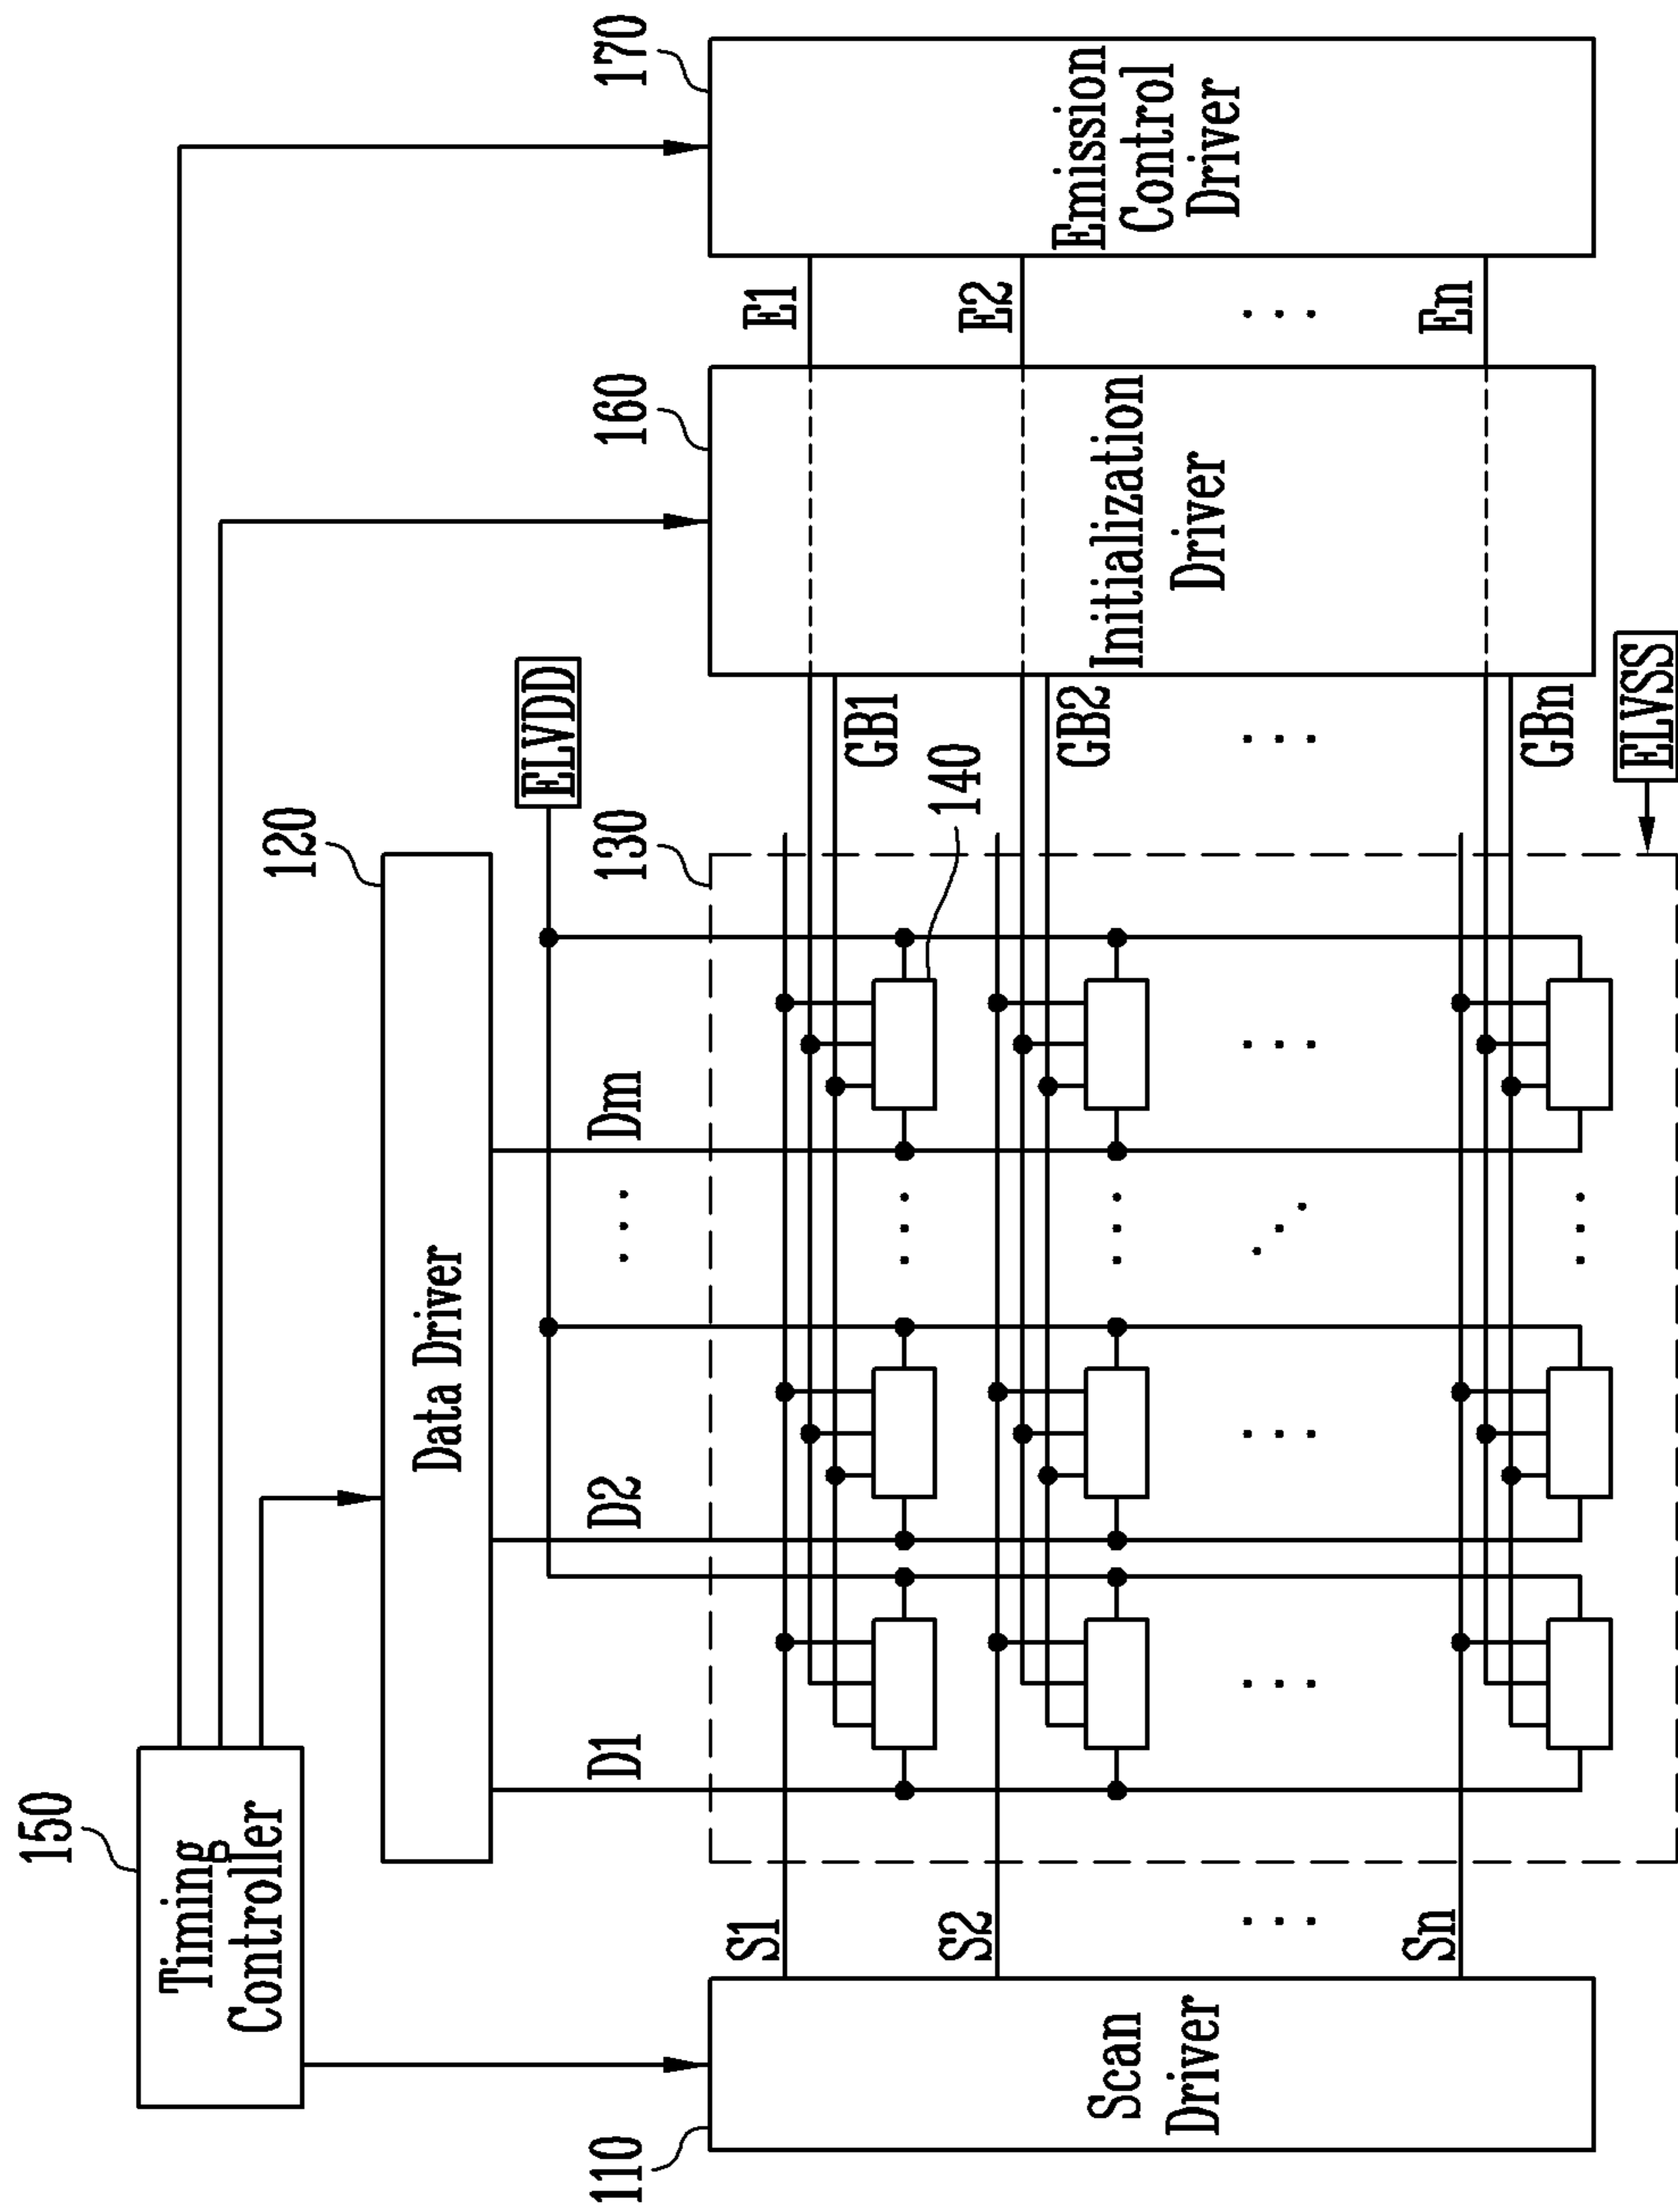 150
Timing
Controller
120
Data Driver
ELVDD
110
Scan
Driver
S1
S2
. . .
Sn
D1
D2
. . .
Dm
130
140
GB1
GB2
. . .
GBn
ELVSS
160
Initialization
Driver
E1
E2
. . .
En
170
Emission
Control
Driver